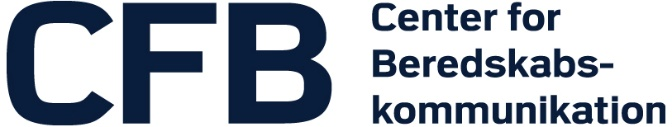 CFB
Center for
Beredskabs-
kommunikation